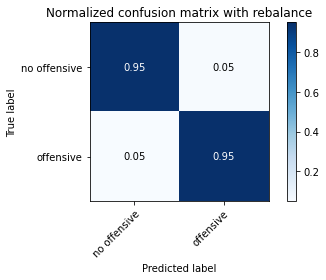 Normalized confusion matrix with rebalance
True label
no offensive
0.95
0.05
offensive
0.05
0.95
no offensive
offensive
Predicted label
0.8
0.6
0.4
0.2